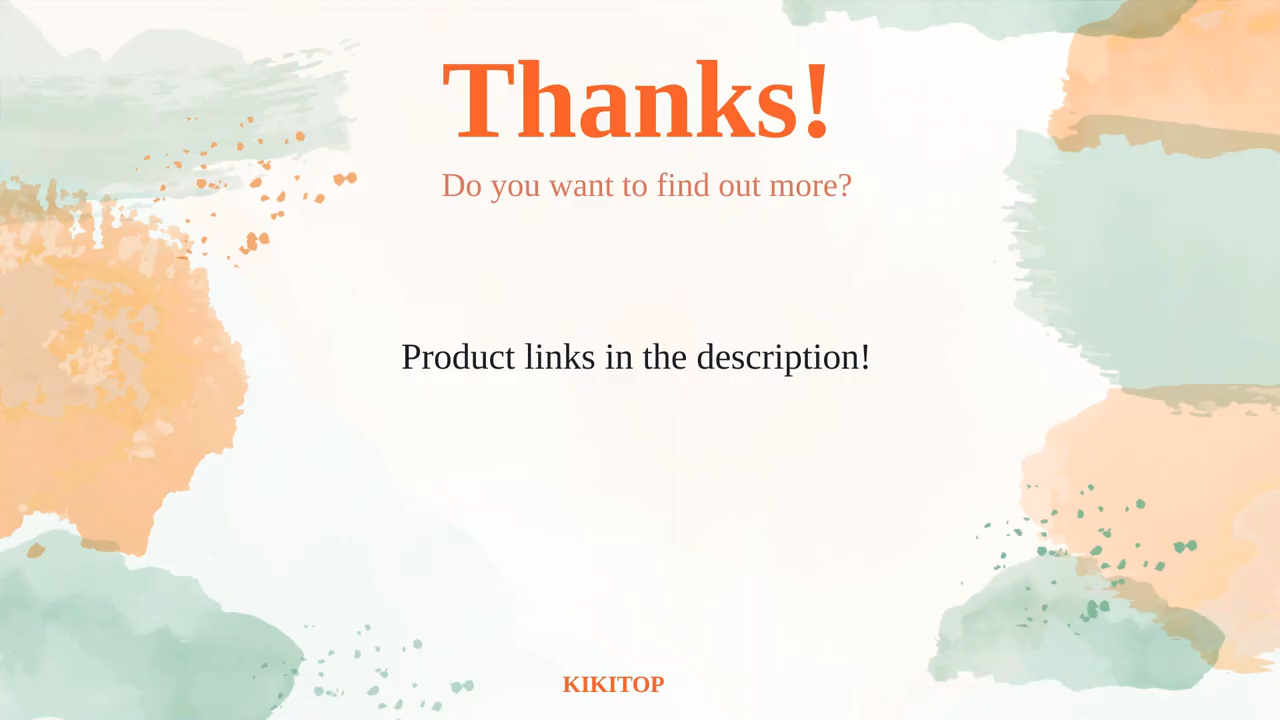 Thanks!
Do you want to find out more?
Product links in the description!
KIKITOP